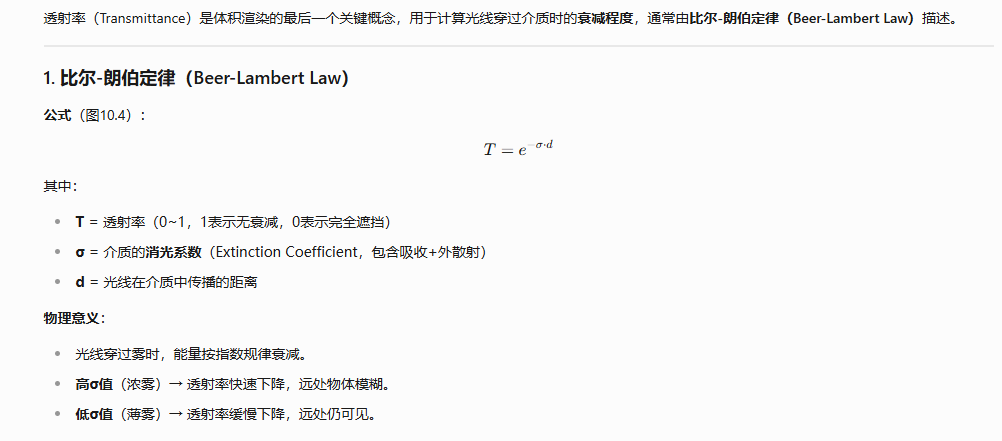 透射率（Transmittance）是体积渲染的最后一个关键概念，用于计算光线穿过介质时的衰减程度，通常由比尔-朗伯定律（Beer-Lambert Law）描述。
1. 比尔-朗伯定律（Beer-Lambert Law）
公式（图10.4）：
T = e^{-σ·d}
其中：
• T = 透射率（0~1，1表示无衰减，0表示完全遮挡）
• σ = 介质的消光系数（Extinction Coefficient，包含吸收+外散射）
• d = 光线在介质中传播的距离
物理意义：
• 光线穿过雾时，能量按指数规律衰减。
• 高σ值（浓雾）→ 透射率快速下降，远处物体模糊。
• 低σ值（薄雾）→ 透射率缓慢下降，远处仍可见。